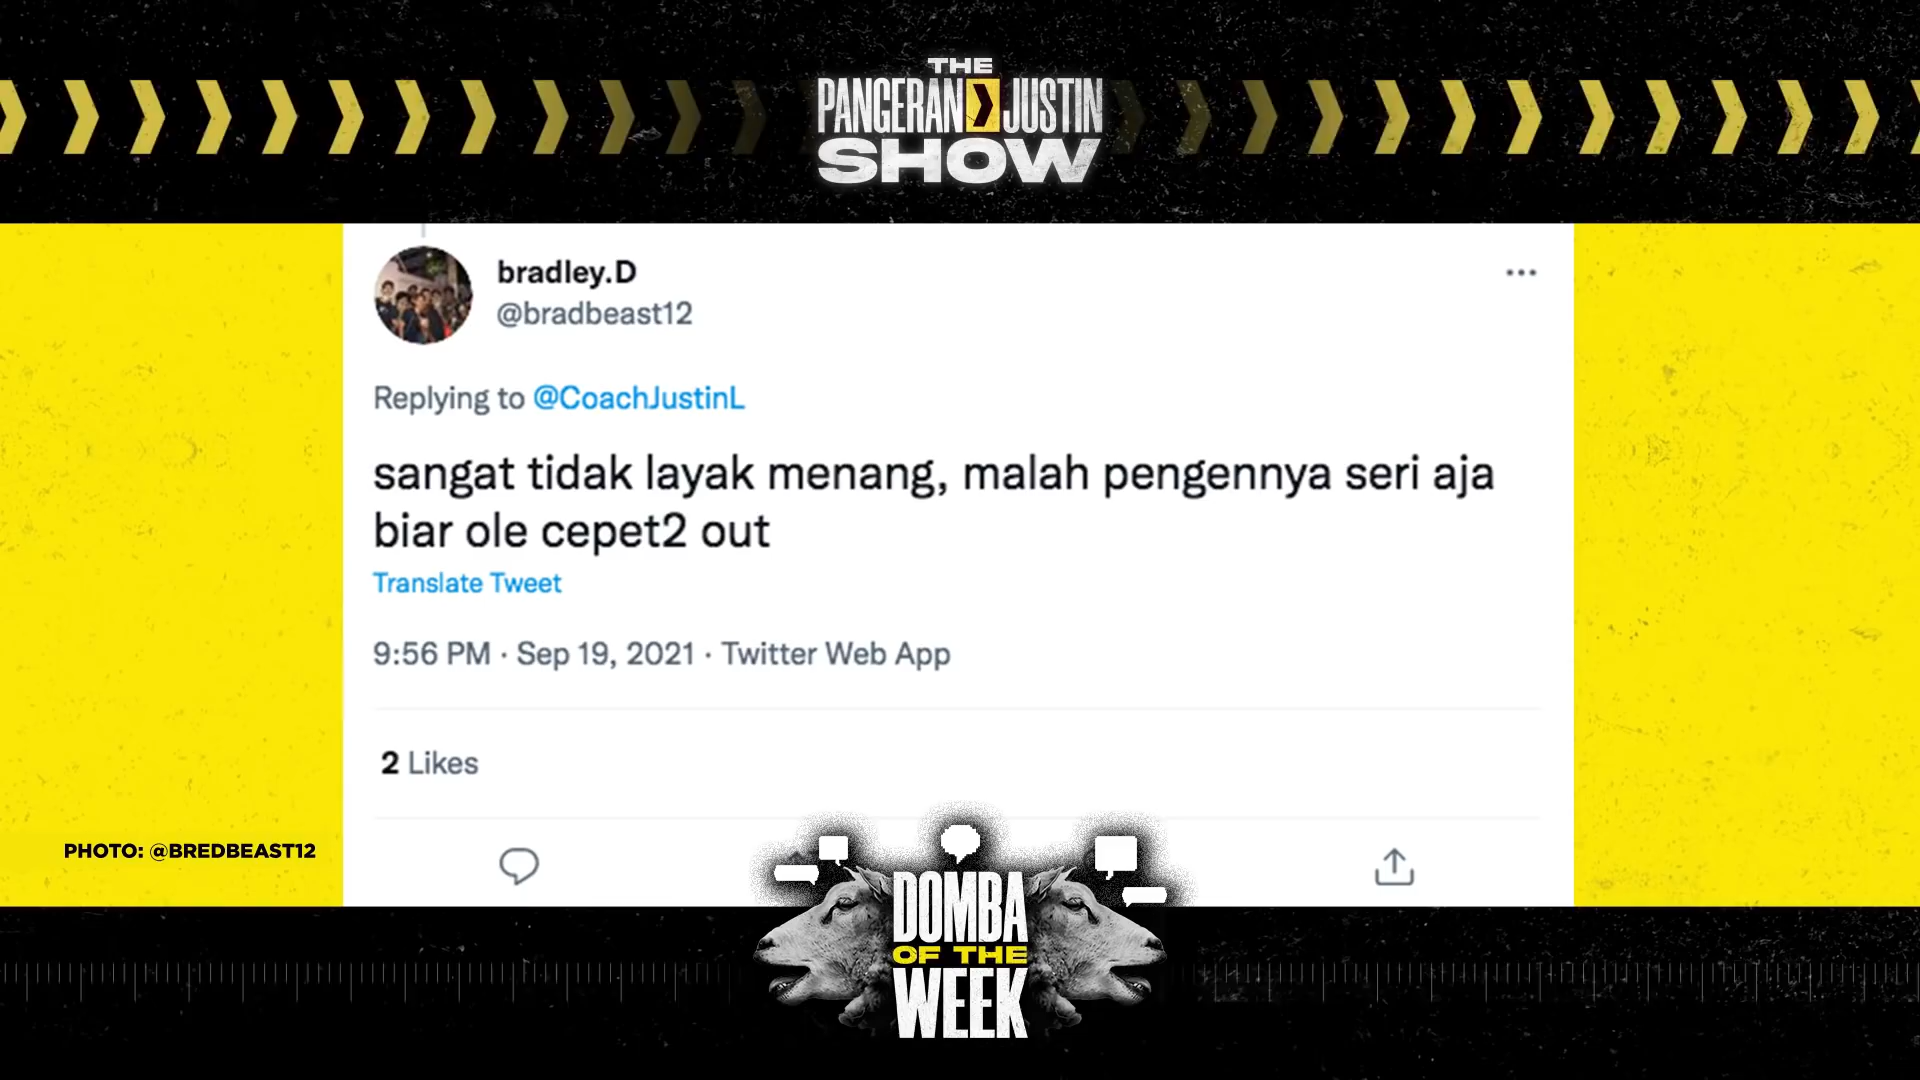 THE
PANGERAN JUSTIN
SHOW
bradley.D
@bradbeast12
Replying to @CoachJustinL
sangat tidak layak menang, malah pengennya seri aja
biar ole cepet2 out
Translate Tweet
9:56 PM · Sep 19, 2021 · Twitter Web App
2 Likes
PHOTO: @BREDBEAST12
DOMBA
OF THE
WEEK